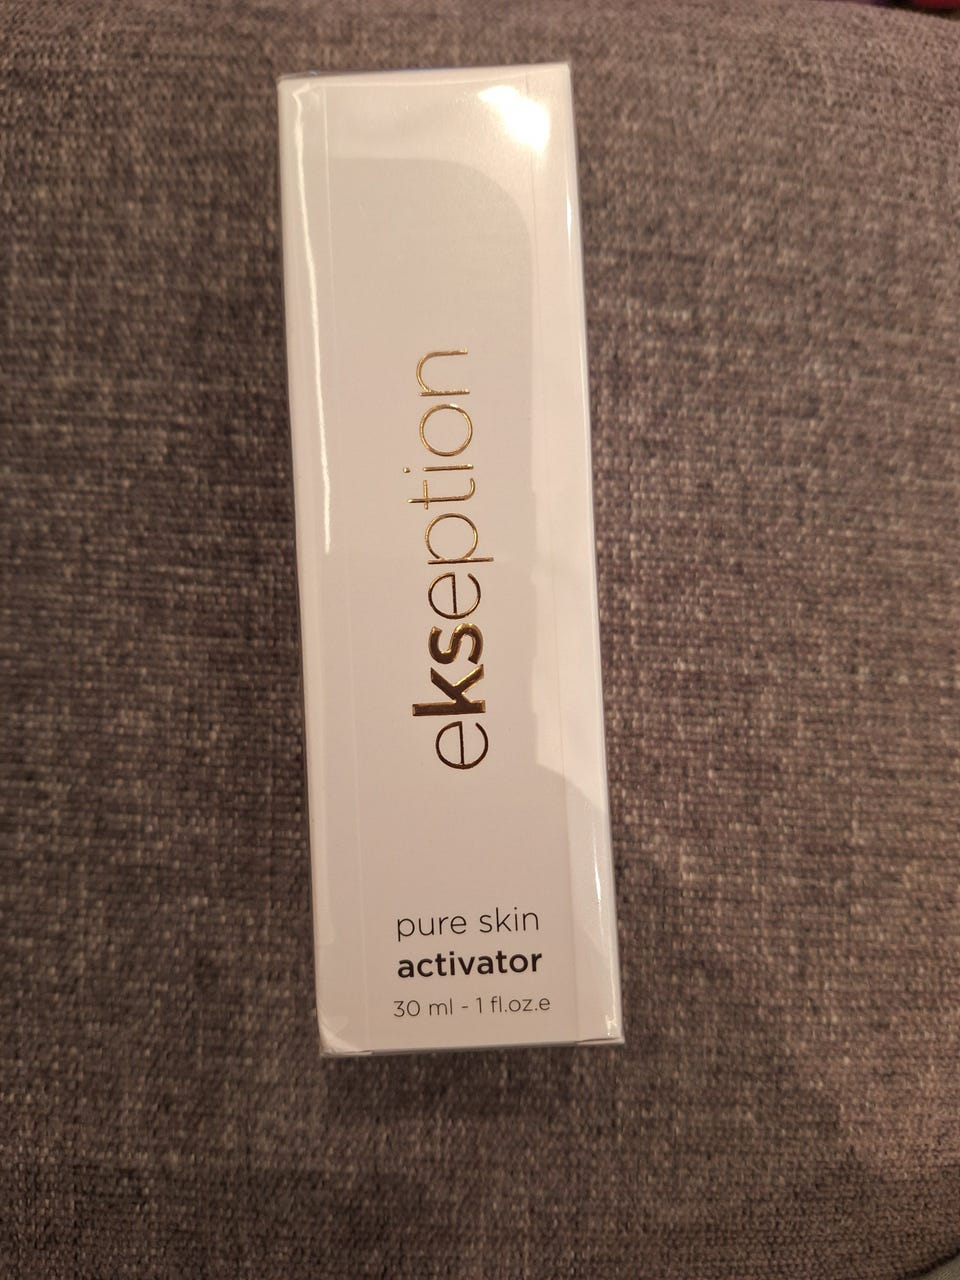 ekseption
pure skin
activator
30 ml - 1 fl.oz.e